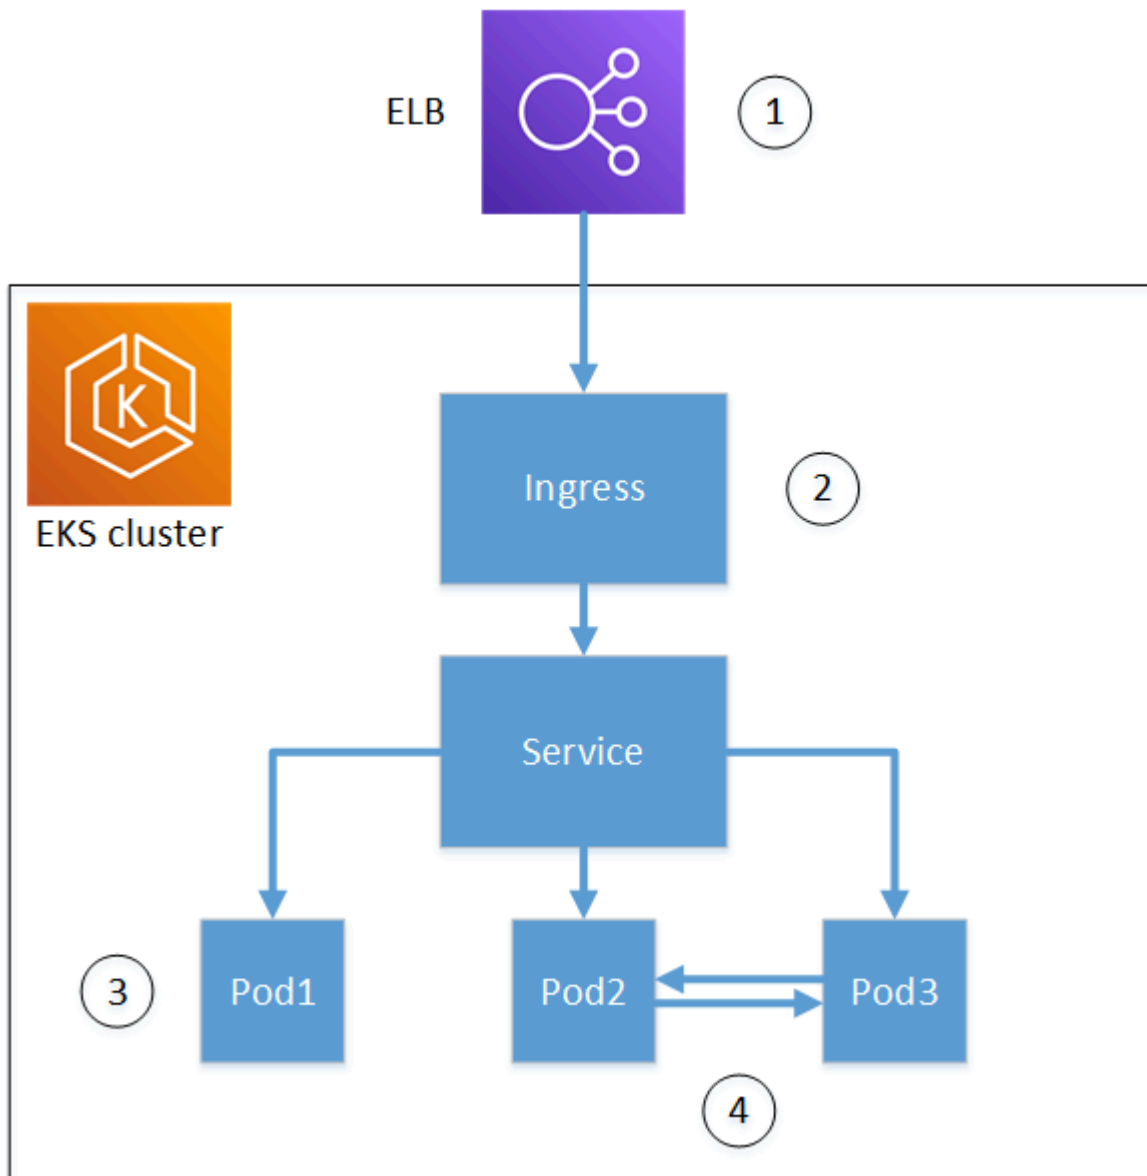 ELB
1
K
EKS cluster
Ingress
2
Service
3
Pod1
Pod2
Pod3
4